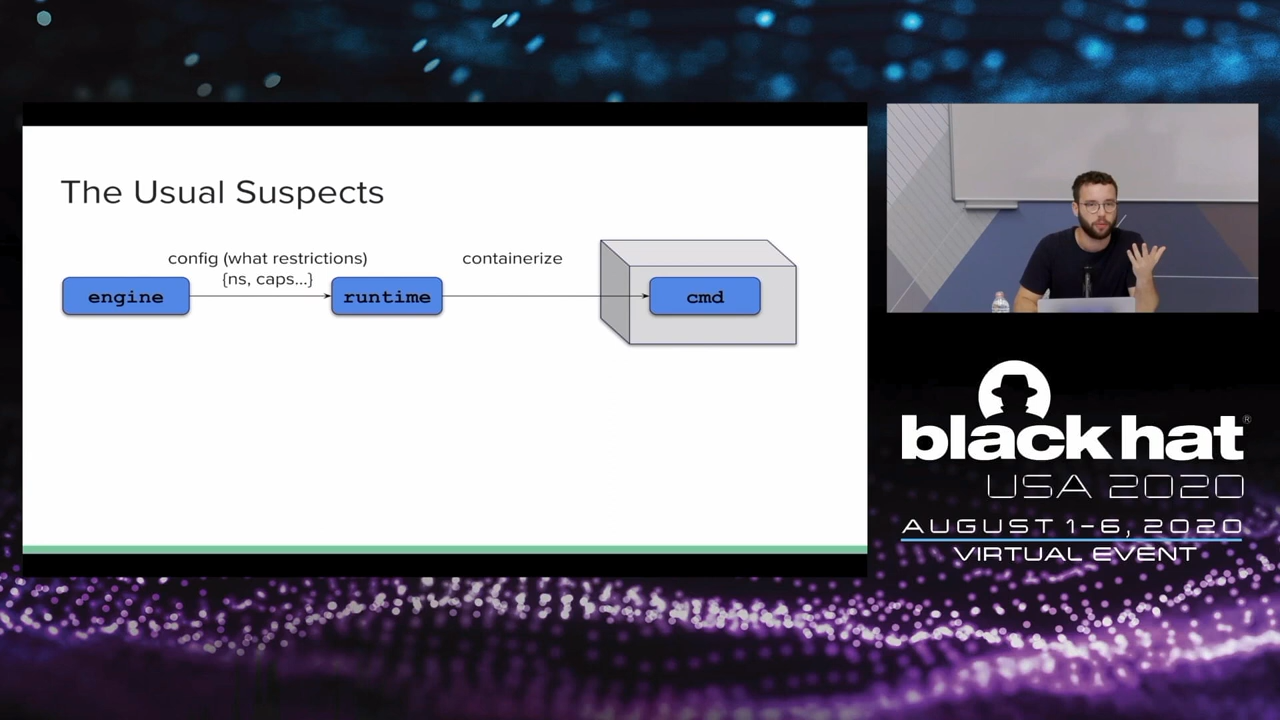 The Usual Suspects
config (what restrictions)
{ns, caps...}
containerize
engine
runtime
cmd
black hat®
USA 2020
AUGUST 1-6, 2020
VIRTUAL EVENT